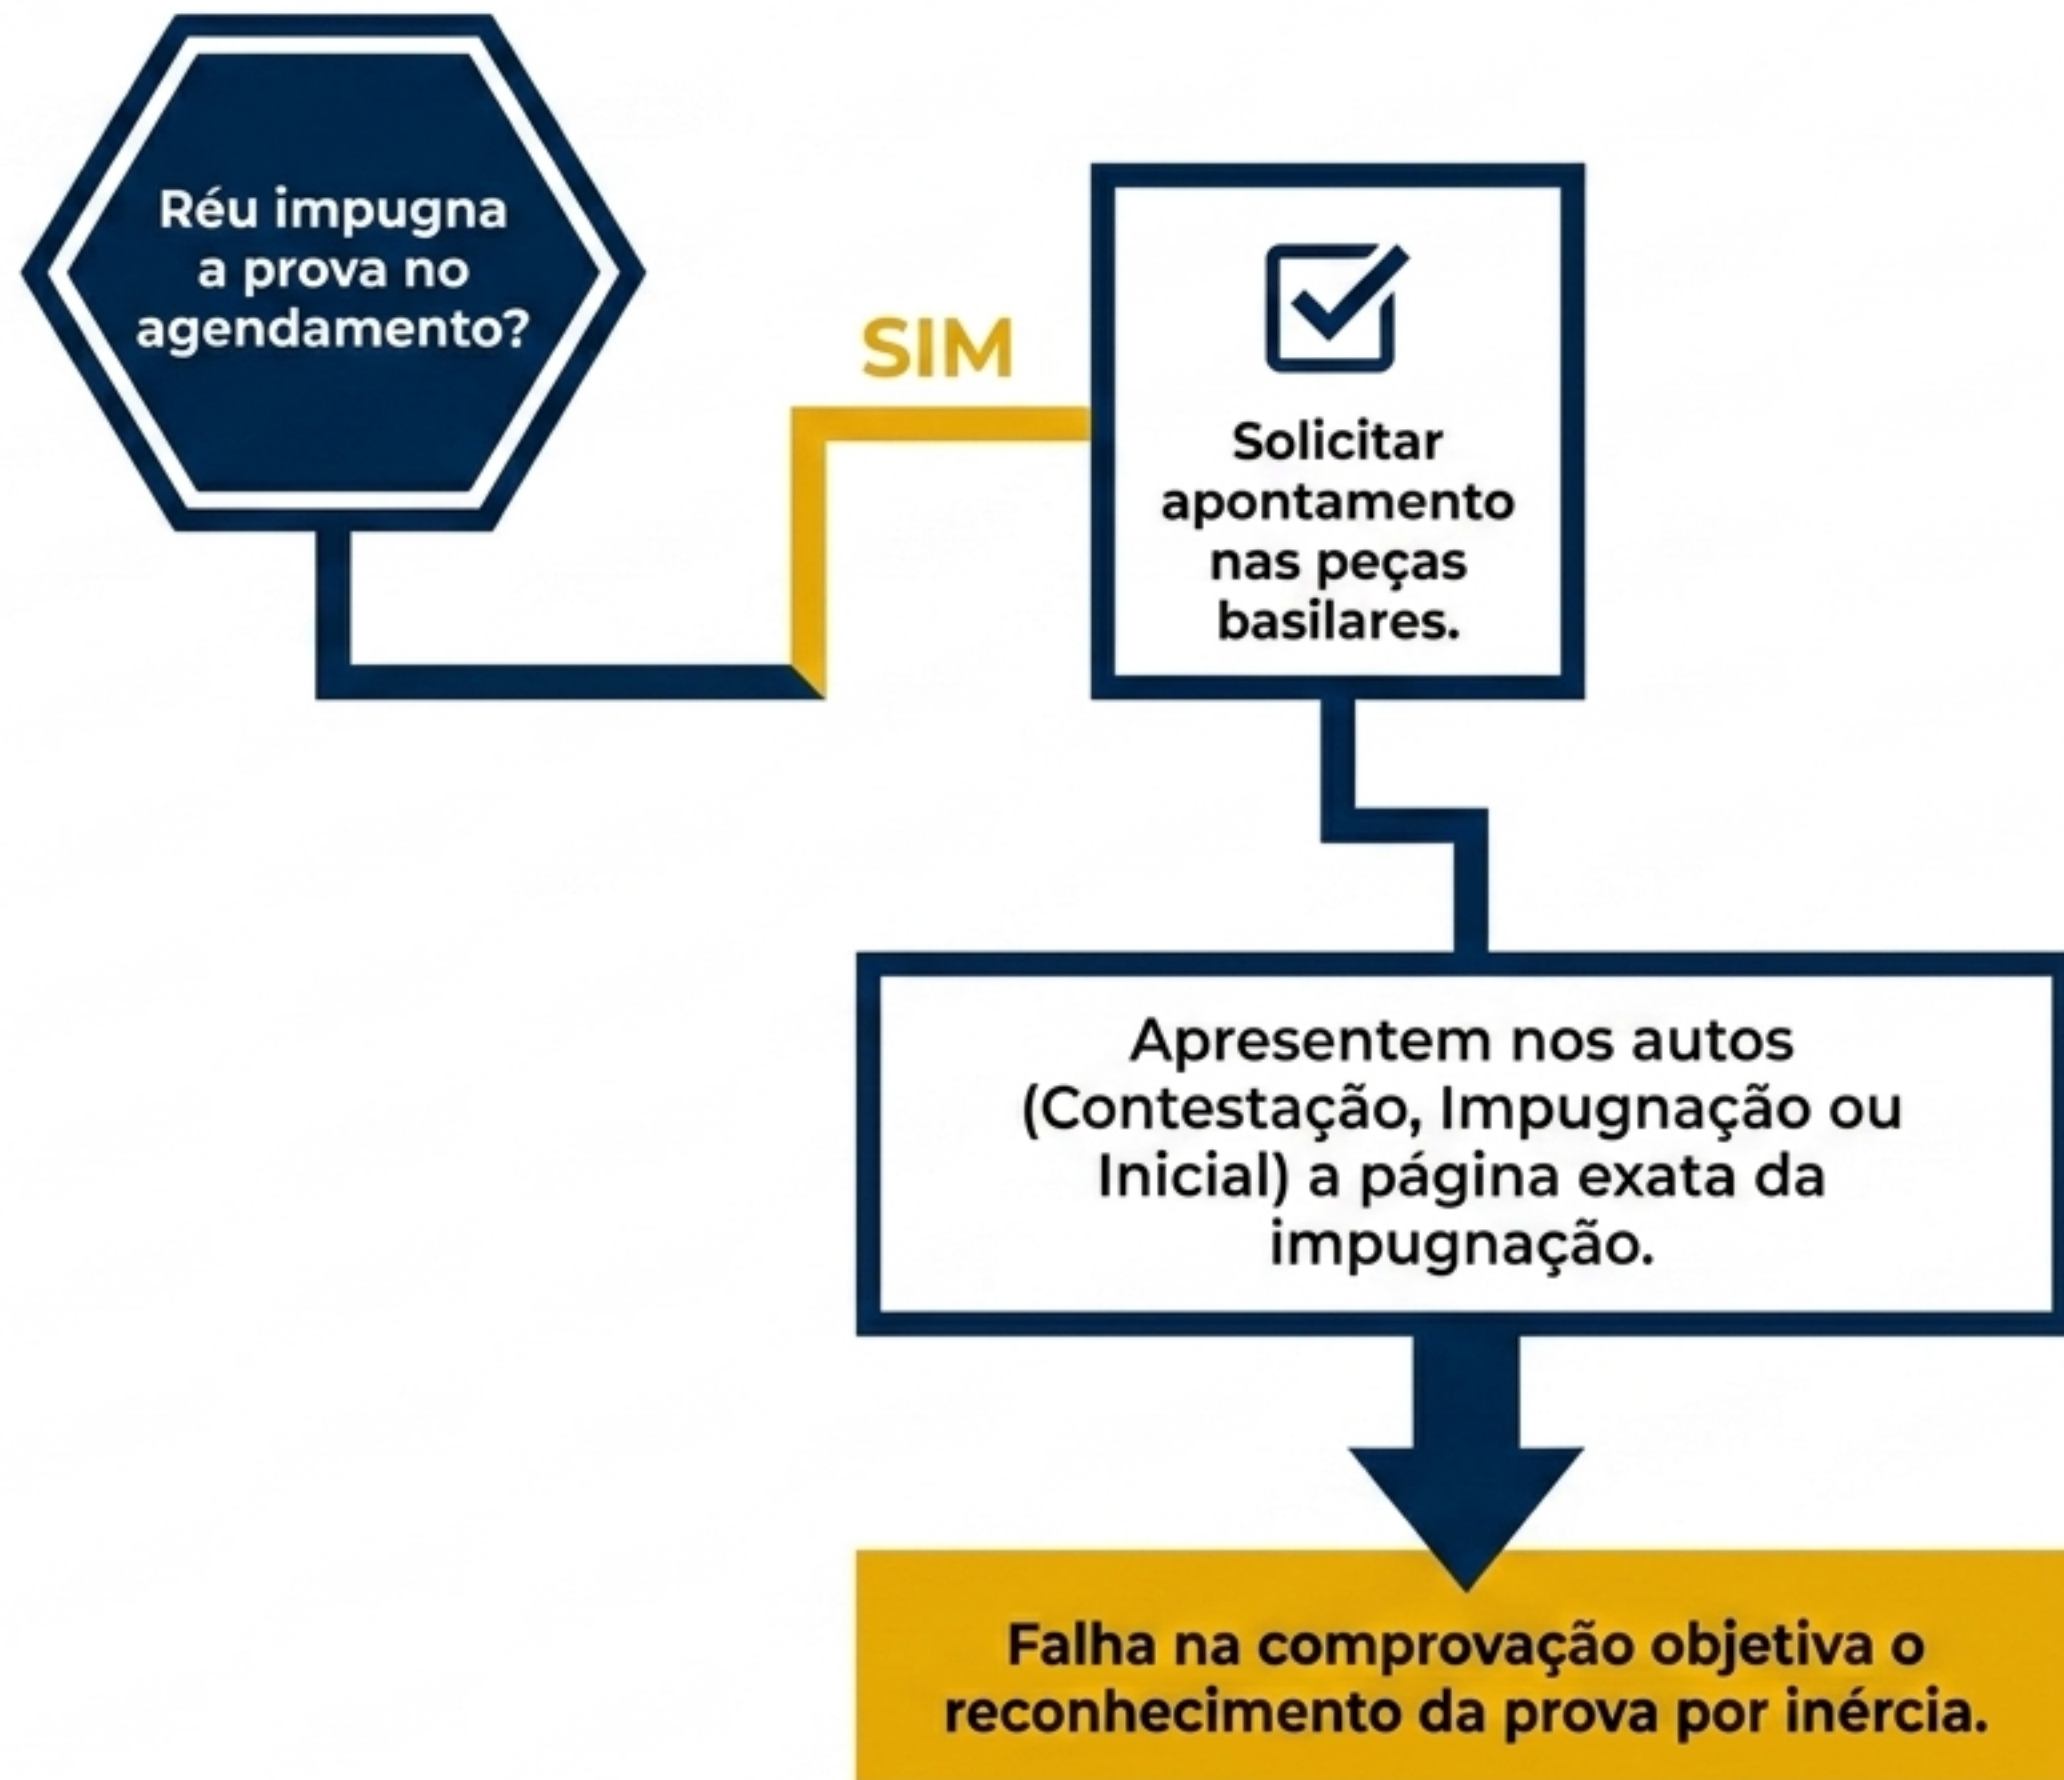 Réu impugna
a prova no
agendamento?
SIM
Solicitar
apontamento
nas peças
basilares.
Apresentem nos autos
(Contestação, Impugnação ou
Inicial) a página exata da
impugnação.
Falha na comprovação objetiva o
reconhecimento da prova por inércia.